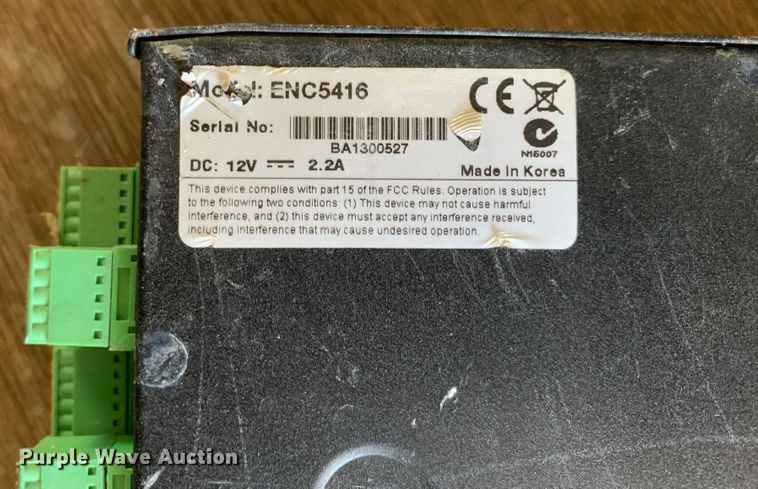 Model: ENC5416
CE
Serial No:
BA1300527
N15007
DC: 12V 2.2A
Made In Korea
This device complies with part 15 of the FCC Rules. Operation is subject
to the following two conditions: (1) This device may not cause harmful
interference, and (2) this device must accept any interference received,
including interference that may cause undesired operation.
Purple Wave Auction